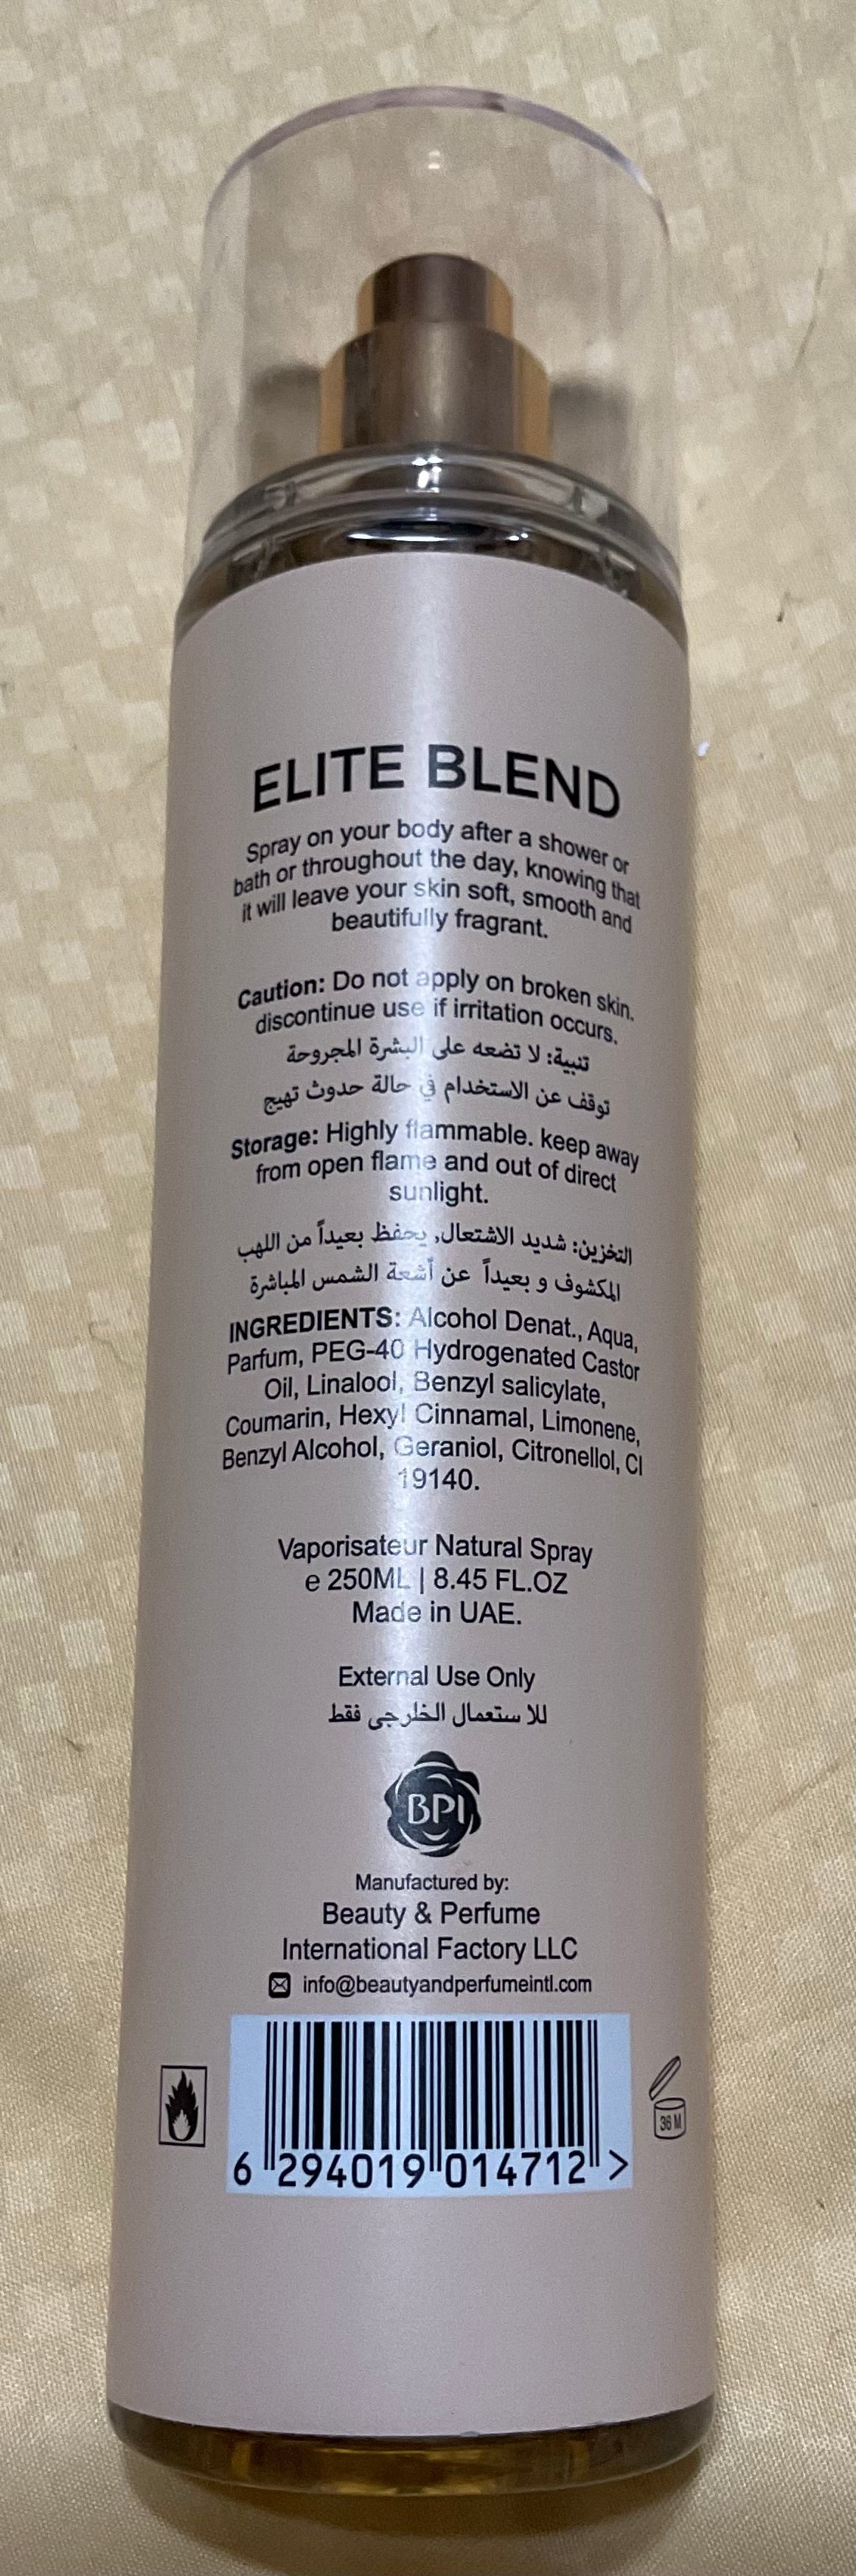 ELITE BLEND
Spray on your body after a shower or
bath or throughout the day, knowing that
it will leave your skin soft, smooth and
beautifully fragrant.
Caution: Do not apply on broken skin.
discontinue use if irritation occurs.
تنبية: لا تضعه على البشرة المجروحة
توقف عن الاستخدام في حالة حدوث تهيج
Storage: Highly flammable. keep away
from open flame and out of direct
sunlight.
التخزين: شديد الاشتعال, يحفظ بعيداً من اللهب
المكشوف و بعيداً عن أشعة الشمس المباشرة
INGREDIENTS: Alcohol Denat., Aqua,
Parfum, PEG-40 Hydrogenated Castor
Oil, Linalool, Benzyl salicylate,
Coumarin, Hexyl Cinnamal, Limonene,
Benzyl Alcohol, Geraniol, Citronellol, CI
19140.
Vaporisateur Natural Spray
e 250ML | 8.45 FL.OZ
Made in UAE.
External Use Only
للا ستعمال الخلرجى فقط
BPI
Manufactured by:
Beauty & Perfume
International Factory LLC
info@beautyandperfumeintl.com
36 M
6 294019 014712 >